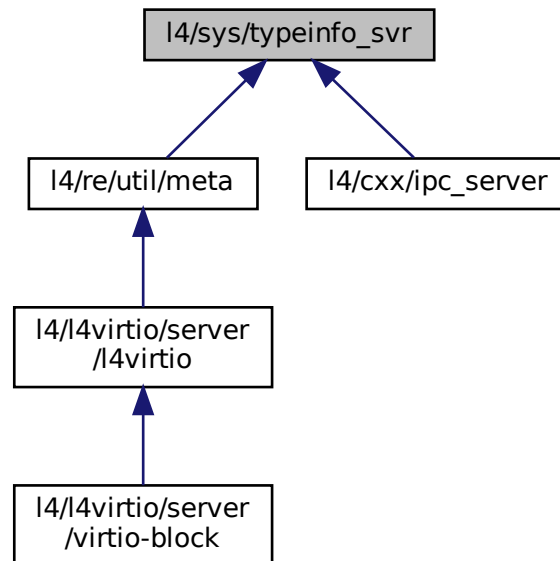 l4/sys/typeinfo_svr
l4/re/util/meta
l4/cxx/ipc_server
l4/l4virtio/server
/l4virtio
l4/l4virtio/server
/virtio-block